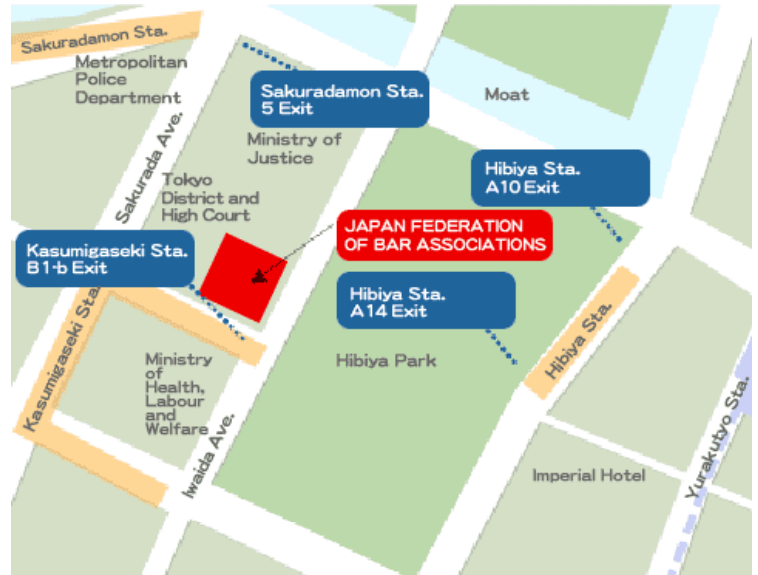 Sakuradamon Sta.
Metropolitan
Police
Department
Sakuradamon Sta.
5 Exit
Moat
Ministry of
Justice
Sakurada Ave.
Tokyo
District and
High Court
Hibiya Sta.
A10 Exit
JAPAN FEDERATION
OF BAR ASSOCIATIONS
Kasumigaseki Sta.
B1-b Exit
Hibiya Sta.
A14 Exit
Kasumigaseki Sta.
Hibiya Sta.
Ministry
of
Health,
Labour
and
Welfare
Hibiya Park
Iwaida Ave.
Imperial Hotel
Yurakutyo Sta.